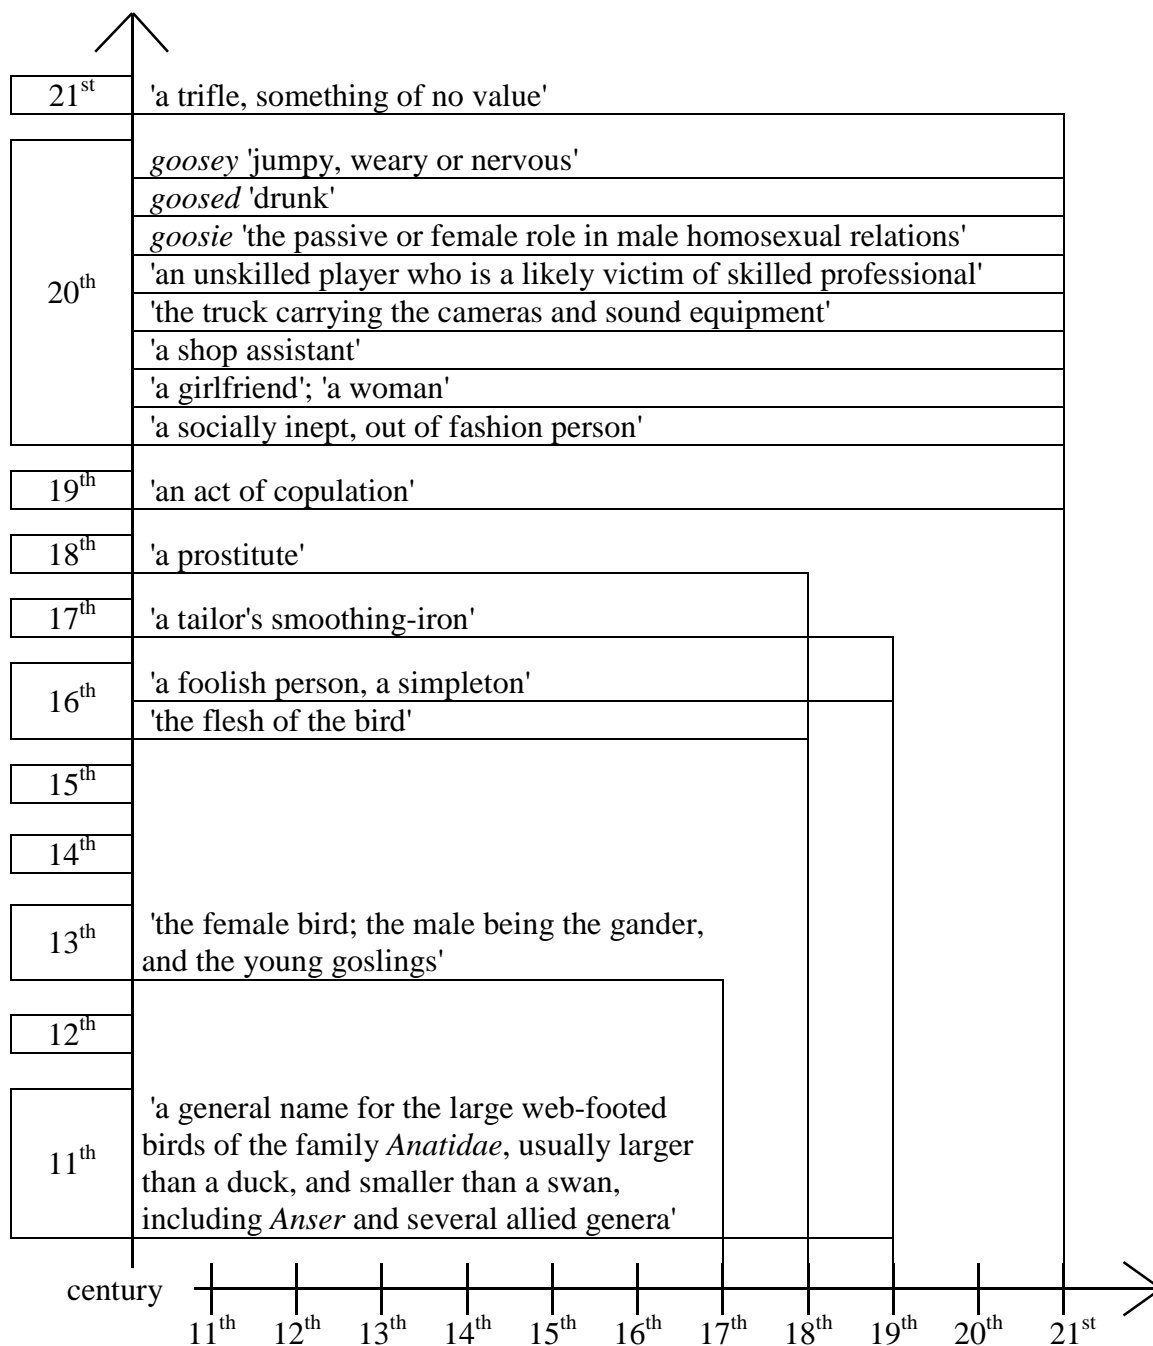 21st 'a trifle, something of no value'
goosey 'jumpy, weary or nervous'
goosed 'drunk'
goosie 'the passive or female role in male homosexual relations'
'an unskilled player who is a likely victim of skilled professional'
20th
'the truck carrying the cameras and sound equipment'
'a shop assistant'
'a girlfriend'; 'a woman'
'a socially inept, out of fashion person'
19th 'an act of copulation'
18th 'a prostitute'
17th 'a tailor's smoothing-iron'
'a foolish person, a simpleton'
16th
'the flesh of the bird'
15th
14th
13th
'the female bird; the male being the gander,
and the young goslings'
12th
11th
'a general name for the large web-footed
birds of the family Anatidae, usually larger
than a duck, and smaller than a swan,
including Anser and several allied genera'
century
11th 12th 13th 14th 15th 16th 17th 18th 19th 20th 21st